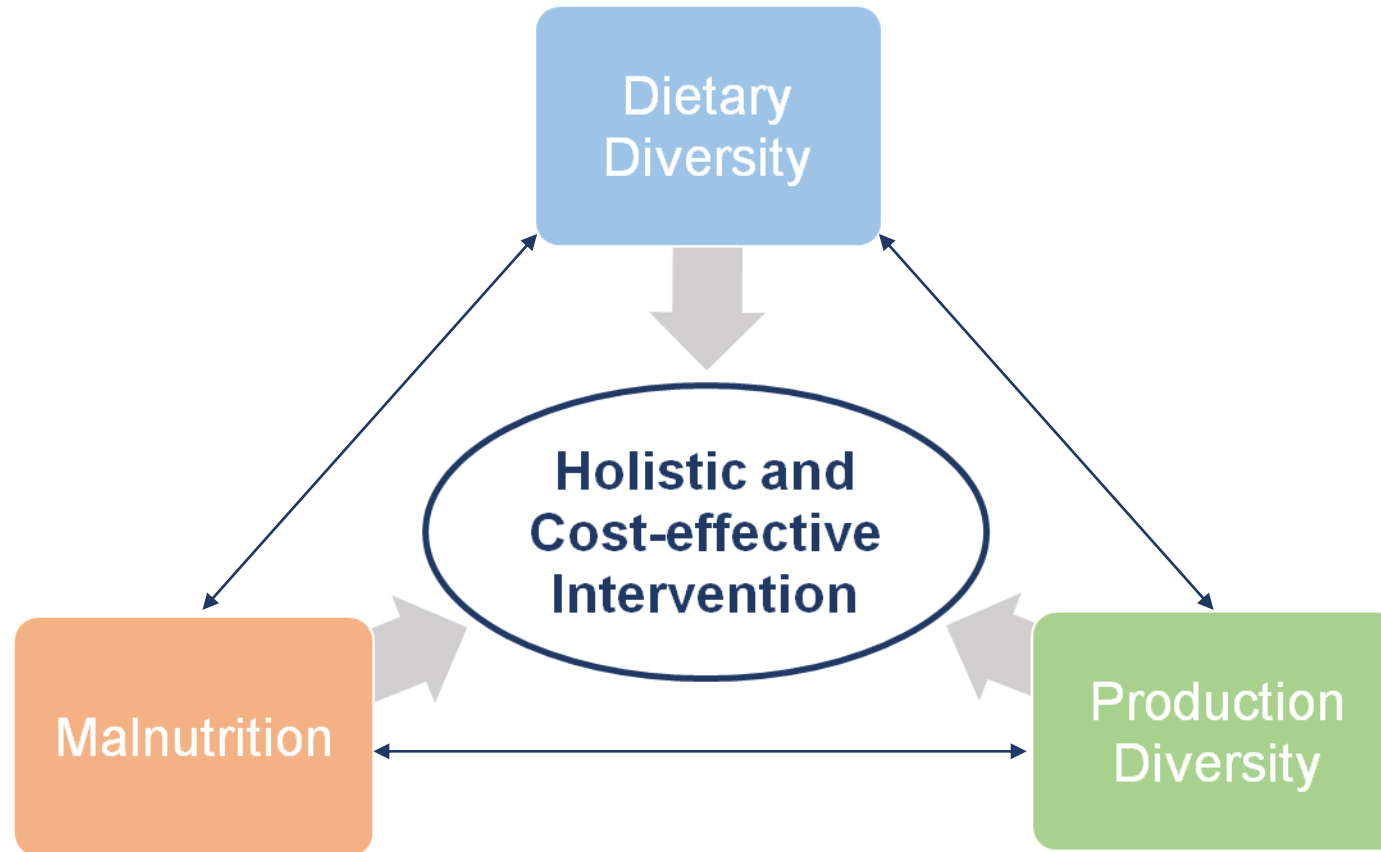 Dietary
Diversity
Holistic and
Cost-effective
Intervention
Malnutrition
Production
Diversity